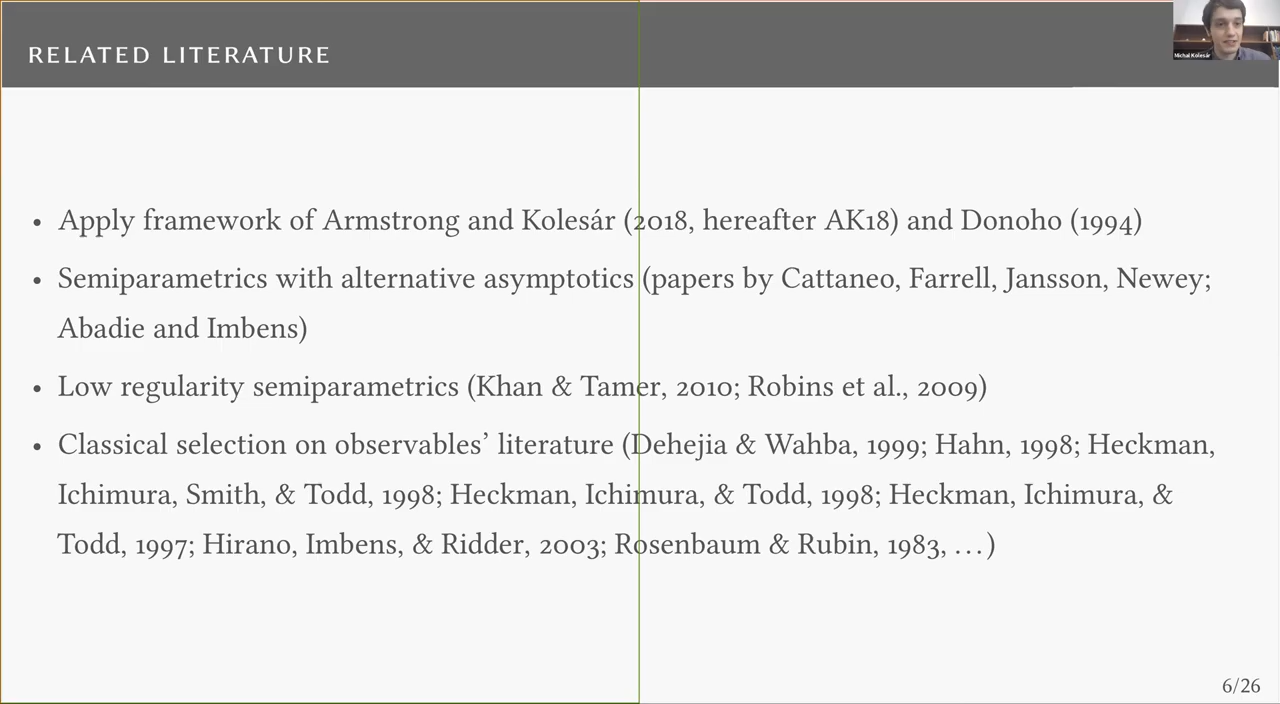 RELATED LITERATURE
Michal Kolesár
• Apply framework of Armstrong and Kolesár (2018, hereafter AK18) and Donoho (1994)
• Semiparametrics with alternative asymptotics (papers by Cattaneo, Farrell, Jansson, Newey;
Abadie and Imbens)
• Low regularity semiparametrics (Khan & Tamer, 2010; Robins et al., 2009)
• Classical selection on observables’ literature (Dehejia & Wahba, 1999; Hahn, 1998; Heckman,
Ichimura, Smith, & Todd, 1998; Heckman, Ichimura, & Todd, 1998; Heckman, Ichimura, &
Todd, 1997; Hirano, Imbens, & Ridder, 2003; Rosenbaum & Rubin, 1983, …)
6/26